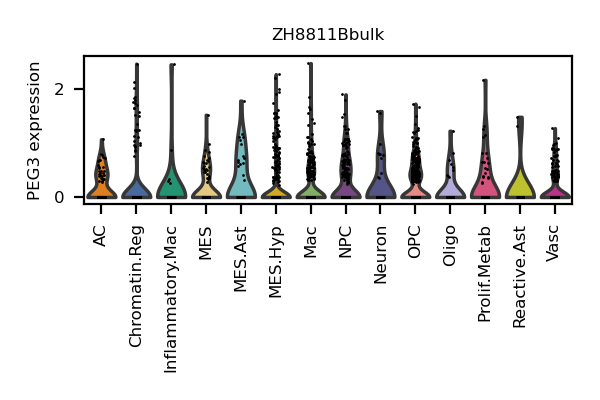 ZH8811Bbulk
PEG3 expression
2
0
AC
Chromatin.Reg
Inflammatory.Mac
MES
MES.Ast
MES.Hyp
Mac
NPC
Neuron
OPC
Oligo
Prolif.Metab
Reactive.Ast
Vasc